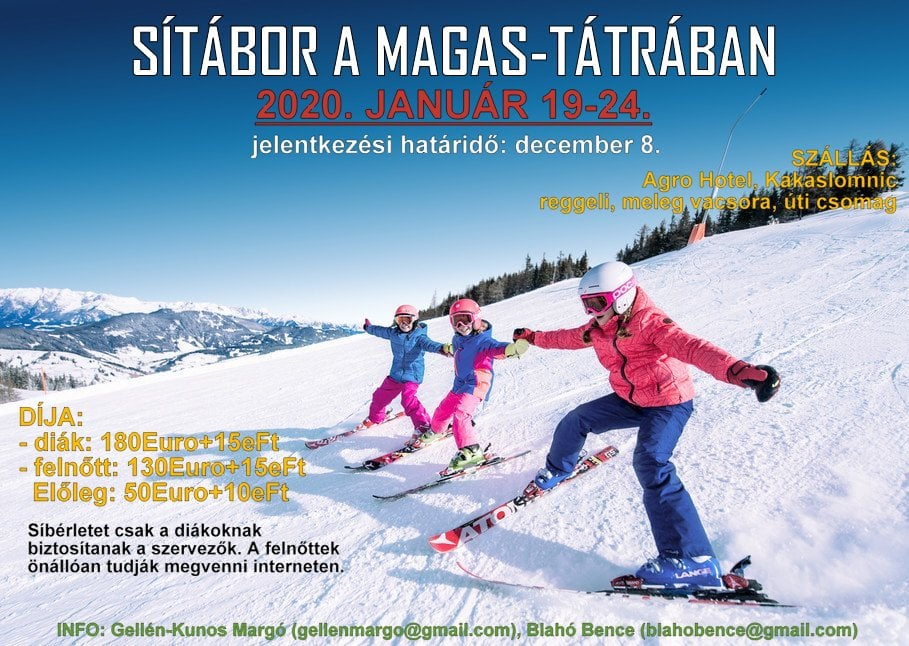 SÍTÁBOR A MAGAS-TÁTRÁBAN
2020. JANUÁR 19-24.
jelentkezési határidő: december 8.
SZÁLLÁS:
Agro Hotel, Kakaslomnic
reggeli, meleg vacsora, úti csomag
DÍJA:
- diák: 180Euro+15eFt
- felnőtt: 130Euro+15eFt
Előleg: 50Euro+10eFt
Síbérletet csak a diákoknak
biztosítanak a szervezők. A felnőttek
önállóan tudják megvenni interneten.
ATOMIC
LANGE
INFO: Gellén-Kunos Margó (gellenmargo@gmail.com), Blahó Bence (blahobence@gmail.com)